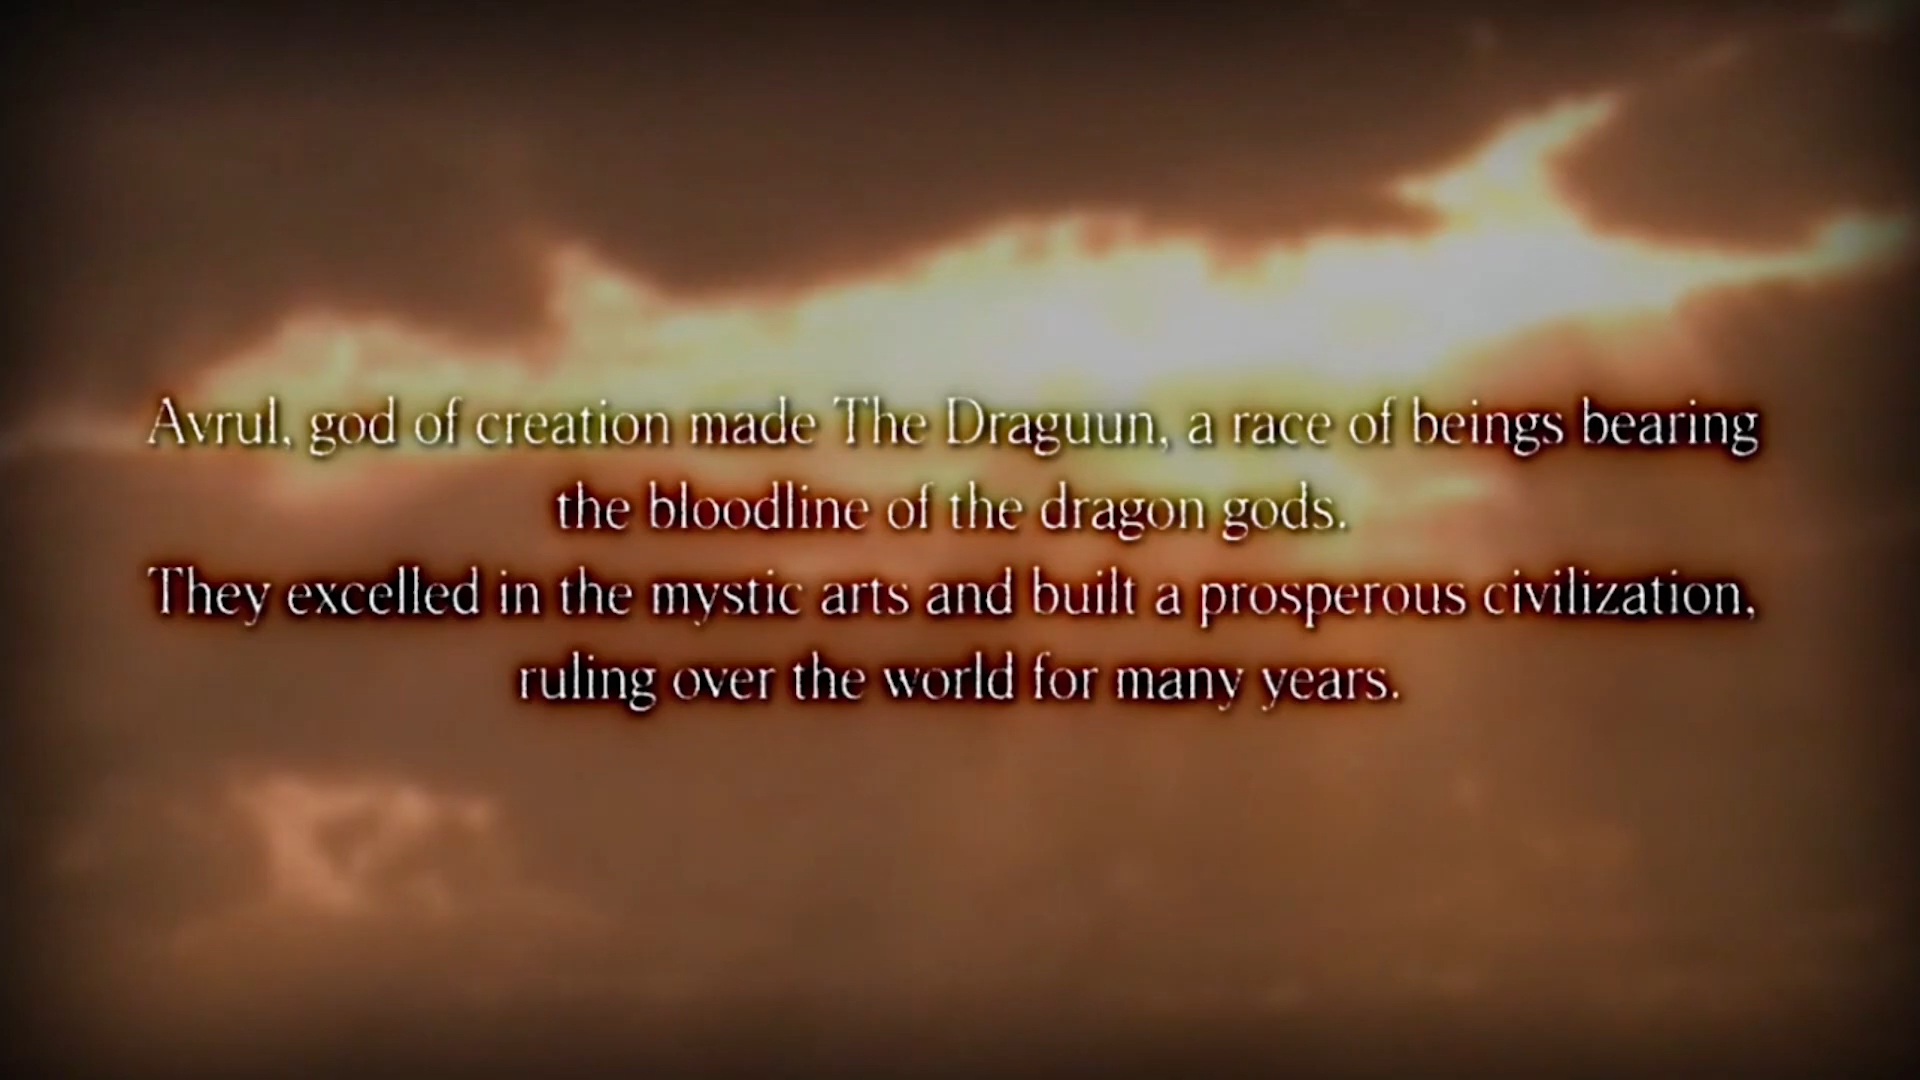 Avrul, god of creation made The Draguun, a race of beings bearing
the bloodline of the dragon gods.
They excelled in the mystic arts and built a prosperous civilization,
ruling over the world for many years.